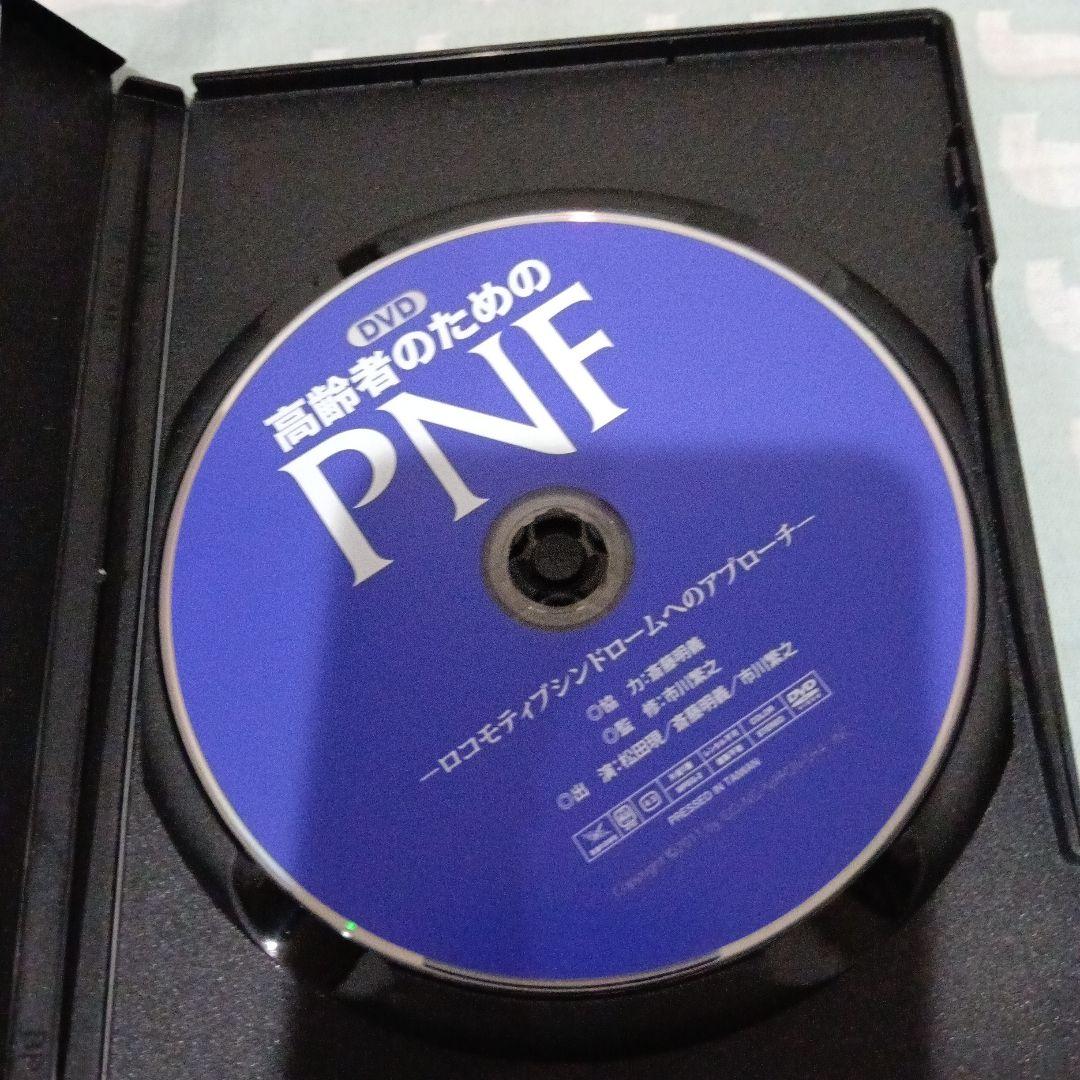 DVD
高齢者のための
PNF
―ロコモティブシンドロームへのアプローチ―
◎協 力:斎藤明義
◎監 修:市川繁之
◎出 演:松田現／斎藤明義／市川繁之
DVD
PRESSED IN TAIWAN